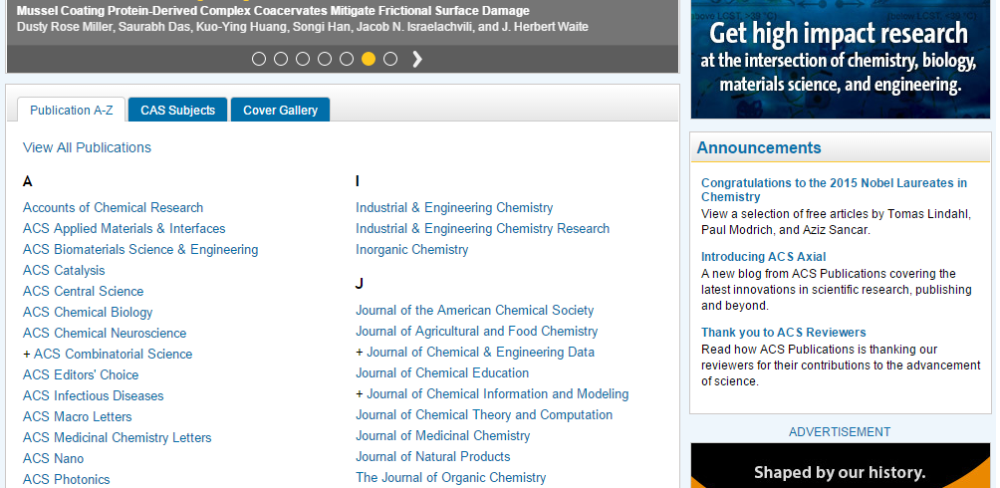 Mussel Coating Protein-Derived Complex Coacervates Mitigate Frictional Surface Damage
Dusty Rose Miller, Saurabh Das, Kuo-Ying Huang, Songi Han, Jacob N. Israelachvili, and J. Herbert Waite
Publication A-Z
CAS Subjects
Cover Gallery
View All Publications
A
Accounts of Chemical Research
ACS Applied Materials & Interfaces
ACS Biomaterials Science & Engineering
ACS Catalysis
ACS Central Science
ACS Chemical Biology
ACS Chemical Neuroscience
+ ACS Combinatorial Science
ACS Editors' Choice
ACS Infectious Diseases
ACS Macro Letters
ACS Medicinal Chemistry Letters
ACS Nano
ACS Photonics
I
Industrial & Engineering Chemistry
Industrial & Engineering Chemistry Research
Inorganic Chemistry
J
Journal of the American Chemical Society
Journal of Agricultural and Food Chemistry
+ Journal of Chemical & Engineering Data
Journal of Chemical Education
+ Journal of Chemical Information and Modeling
Journal of Chemical Theory and Computation
Journal of Medicinal Chemistry
Journal of Natural Products
The Journal of Organic Chemistry
Get high impact research
at the intersection of chemistry, biology,
materials science, and engineering.
Announcements
Congratulations to the 2015 Nobel Laureates in
Chemistry
View a selection of free articles by Tomas Lindahl,
Paul Modrich, and Aziz Sancar.
Introducing ACS Axial
A new blog from ACS Publications covering the
latest innovations in scientific research, publishing
and beyond.
Thank you to ACS Reviewers
Read how ACS Publications is thanking our
reviewers for their contributions to the advancement
of science.
ADVERTISEMENT
Shaped by our history.